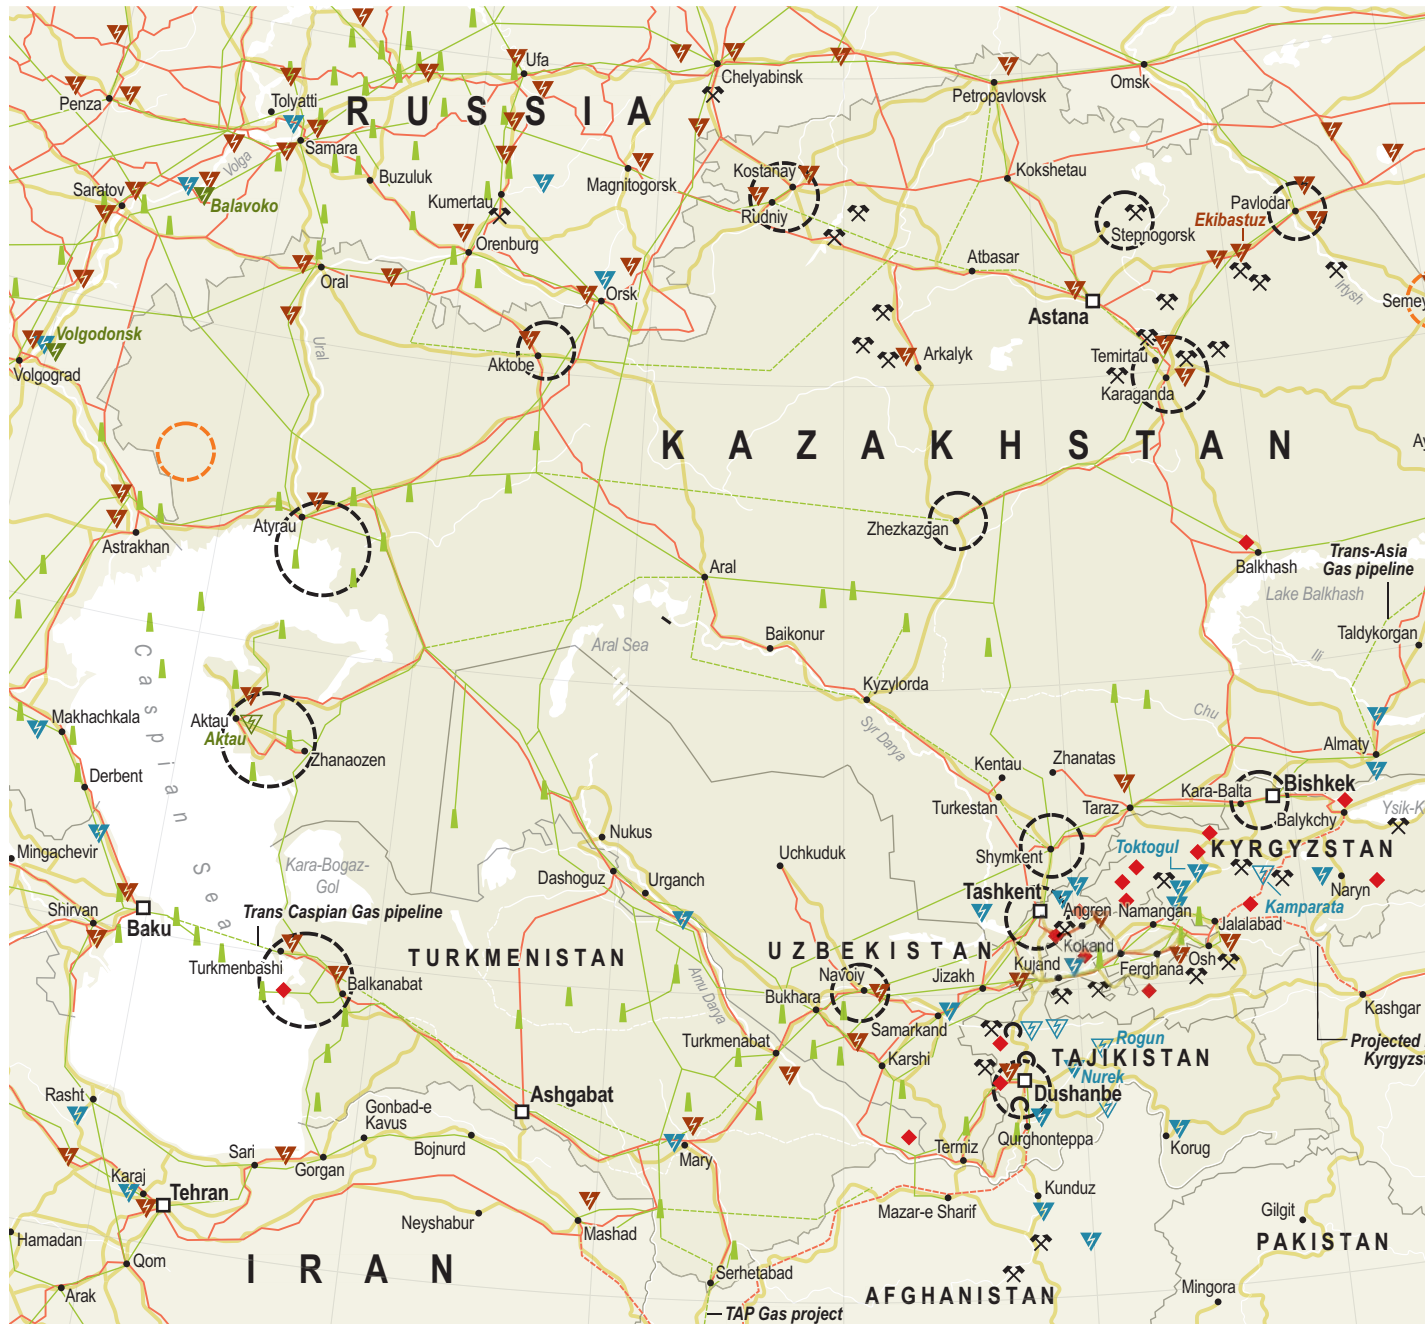 Ufa
Chelyabinsk
Omsk
Penza
Tolyatti
RUSSIA
Petropavlovsk
Samara
Volga
Saratov
Balavoko
Buzuluk
Kumertau
Magnitogorsk
Kostanay
Rudniy
Kokshetau
Stepnogorsk
Pavlodar
Ekibastuz
Orenburg
Oral
Orsk
Atbasar
Irtysh
Semey
Astana
Volgodonsk
Volgograd
Ural
Aktobe
Arkalyk
Temirtau
Karaganda
KAZAKHSTAN
Ay
Atyrau
Astrakhan
Zhezkazgan
Balkhash
Trans-Asia
Gas pipeline
Aral
Lake Balkhash
Baikonur
Aral Sea
Taldykorgan
Ili
Caspian Sea
Kyzylorda
Syr Darya
Chu
Makhachkala
Aktau
Aktau
Zhanaozen
Almaty
Derbent
Kentau
Zhanatas
Turkestan
Taraz
Kara-Balta
Bishkek
Balykchy
Ysik-K
Mingachevir
Nukus
Kara-Bogaz-
Gol
Uchkuduk
Shymkent
Toktogul
KYRGYZSTAN
Dashoguz
Urganch
Tashkent
Naryn
Shirvan
Baku
Trans Caspian Gas pipeline
Angren
Namangan
Kamparata
Jalalabad
TURKMENISTAN
UZBEKISTAN
Kokand
Turkmenbashi
Balkanabat
Navoiy
Jizakh
Kujand
Ferghana
Osh
Amu Darya
Bukhara
Samarkand
Kashgar
Turkmenabat
Karshi
Rogun
TAJIKISTAN
Projected
Kyrgyzst
Nurek
Dushanbe
Rasht
Ashgabat
Gonbad-e
Kavus
Bojnurd
Qurghonteppa
Sari
Gorgan
Mary
Termiz
Korug
Karaj
Tehran
Neyshabur
Mashad
Mazar-e Sharif
Kunduz
Gilgit
Hamadan
Qom
IRAN
PAKISTAN
Serhetabad
Arak
AFGHANISTAN
Mingora
TAP Gas project